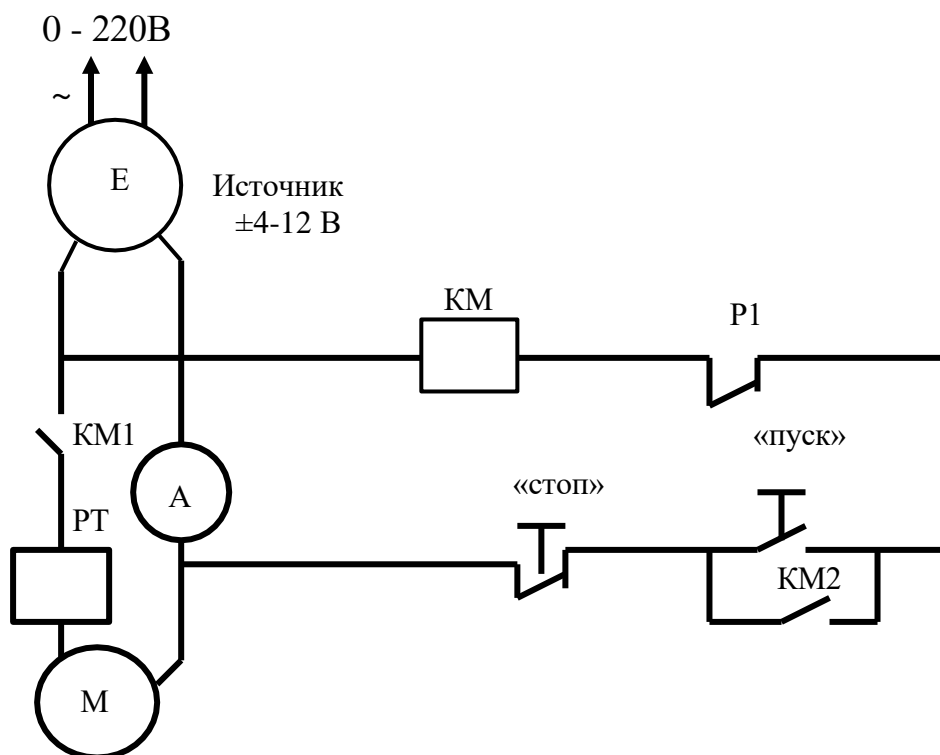 0 - 220В
~
Е
Источник
±4-12 В
КМ
Р1
КМ1
«пуск»
А
«стоп»
РТ
КМ2
М